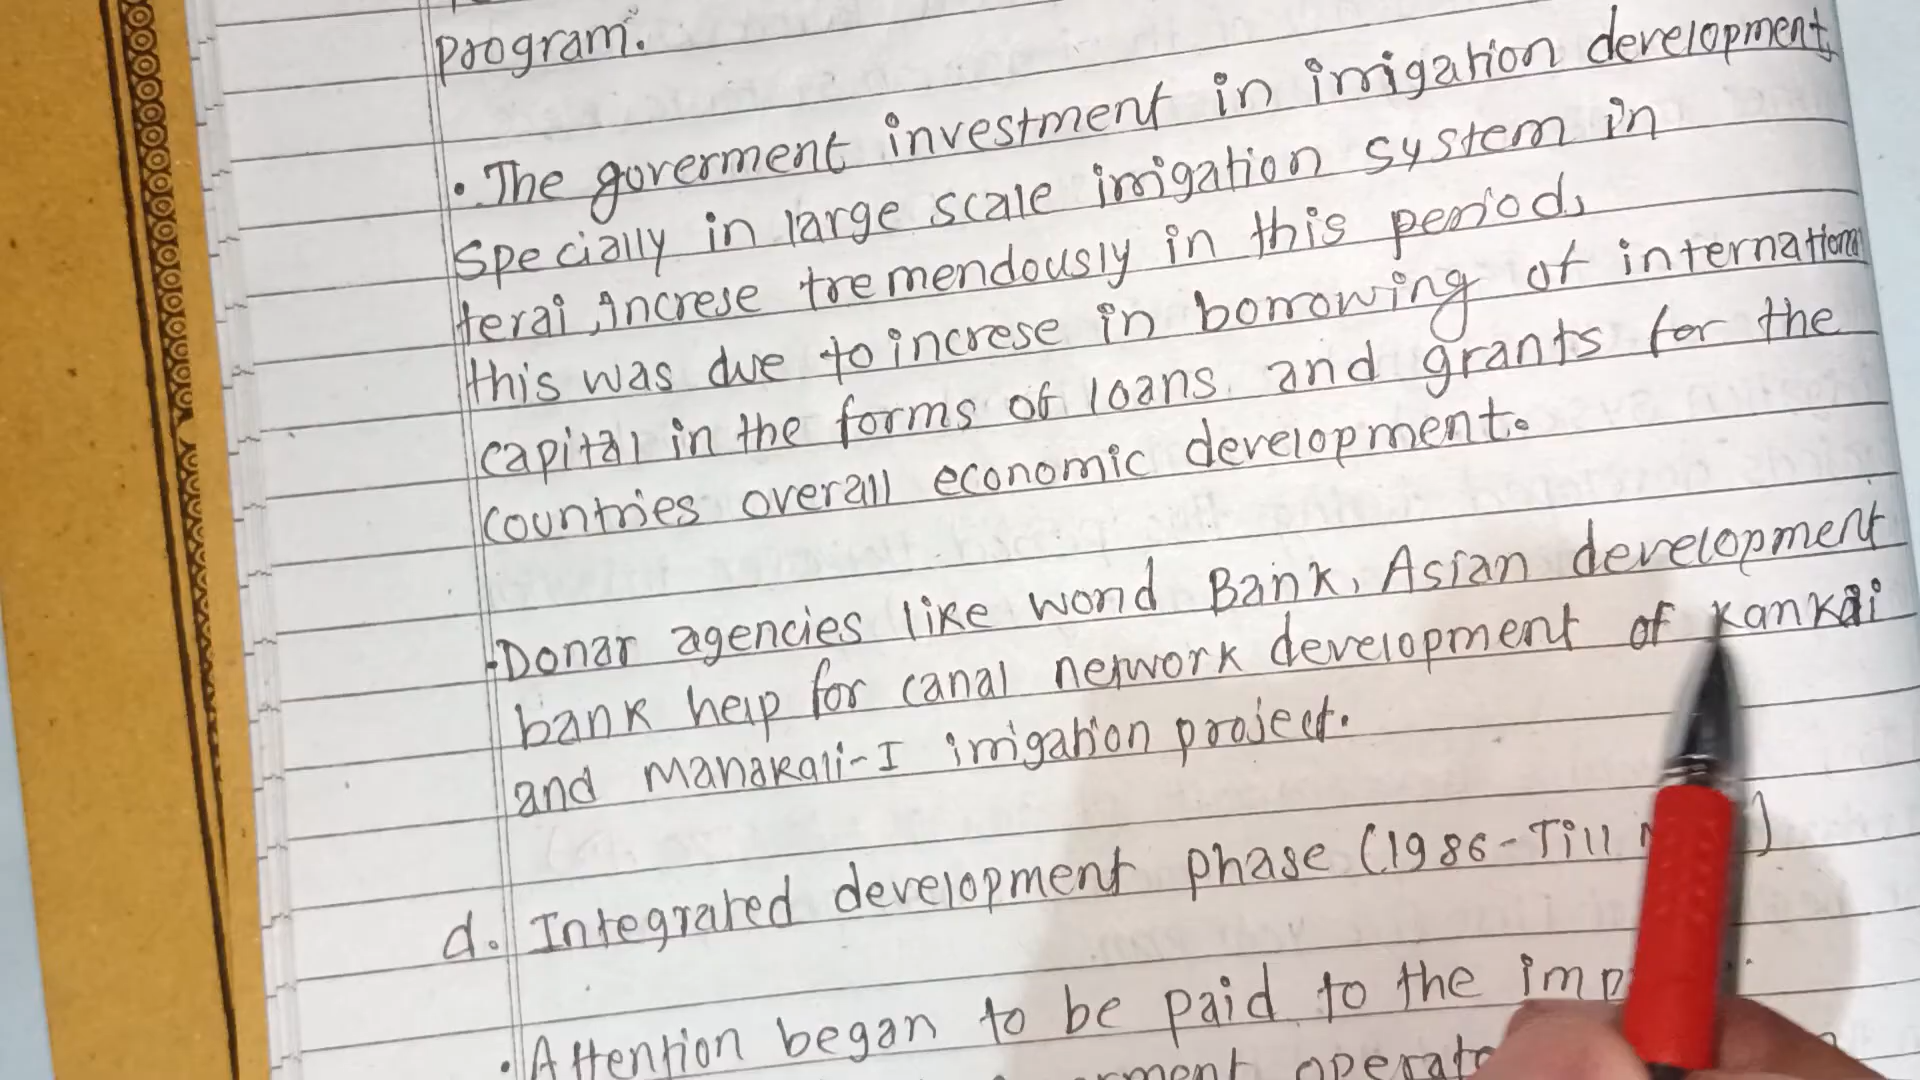 program.
• The goverment investment in irrigation development,
specially in large scale irrigation system in
terai, increse tremendously in this period,
this was due to increse in borrowing of international
capital in the forms of loans and grants for the
countries overall economic development.
• Donar agencies like word Bank, Asian development
bank help for canal network development of Kankai
and Mahakali-I irrigation project.
d. Integrated development phase (1986-Till )
• Attention began to be paid to the